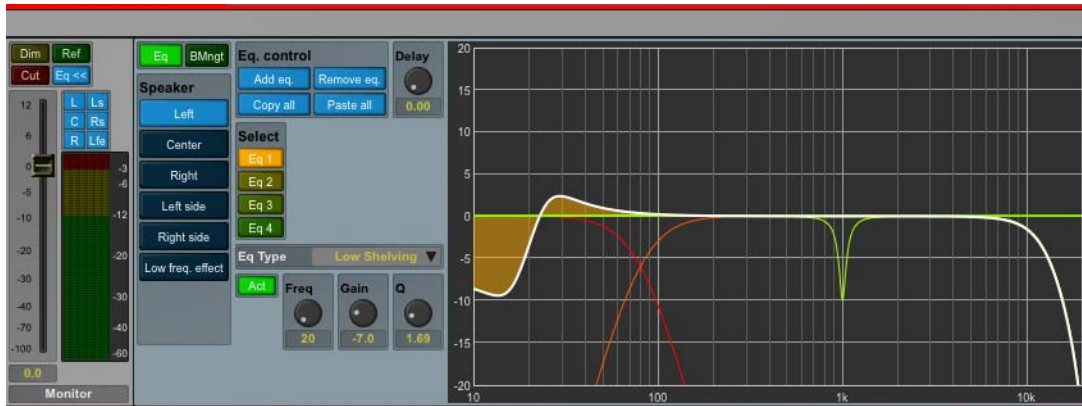 Dim Ref
Cut Eq <<
L Ls
C Rs
R Lfe
12
6
0
-5
-10
-20
-30
-40
-70
-100
-3
-6
-12
-20
-30
-40
-60
0.0
Monitor
Eq BMngt
Speaker
Left
Center
Right
Left side
Right side
Low freq. effect
Eq. control
Add eq. Remove eq.
Copy all Paste all
Delay
0.00
Select
Eq 1
Eq 2
Eq 3
Eq 4
Eq Type Low Shelving
Act Freq Gain Q
20 -7.0 1.69
20
15
10
5
0
-5
-10
-15
-20
10 100 1k 10k